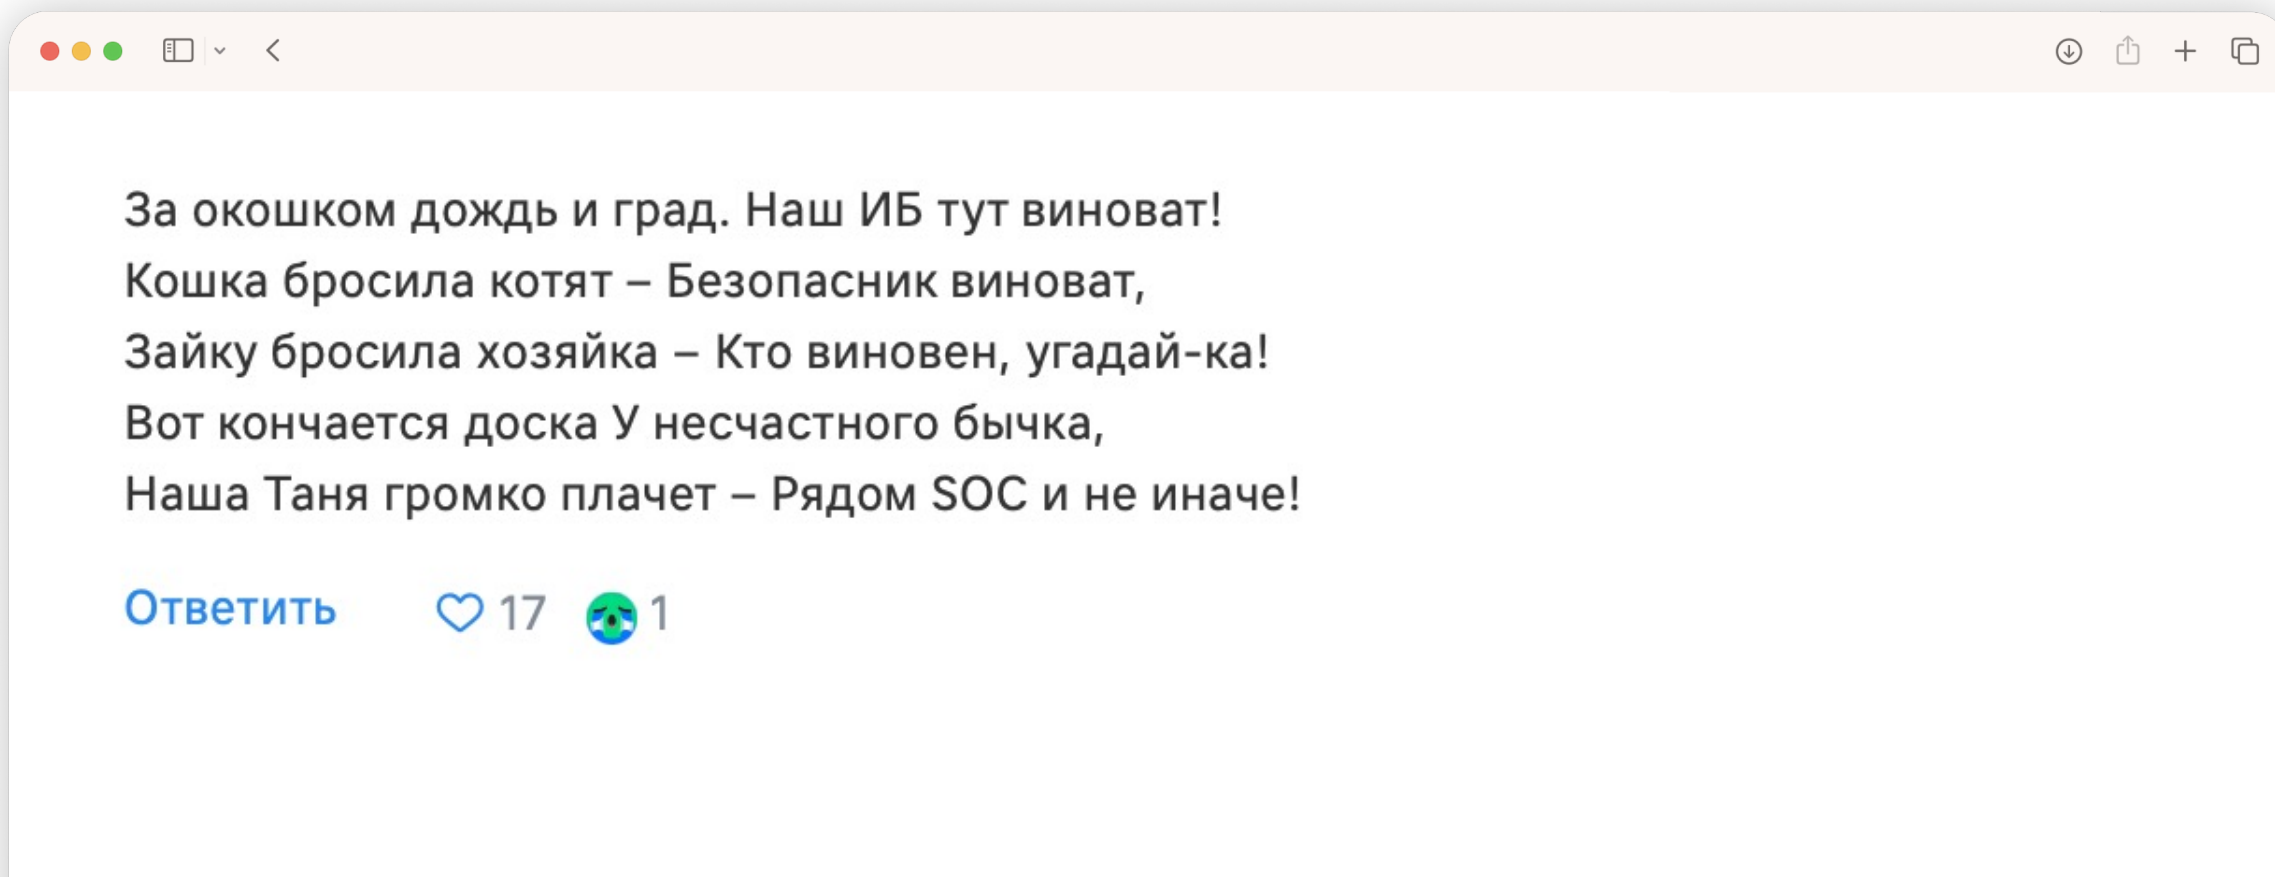 За окошком дождь и град. Наш ИБ тут виноват!
Кошка бросила котят – Безопасник виноват,
Зайку бросила хозяйка – Кто виновен, угадай-ка!
Вот кончается доска У несчастного бычка,
Наша Таня громко плачет – Рядом SOC и не иначе!
Ответить 17 1